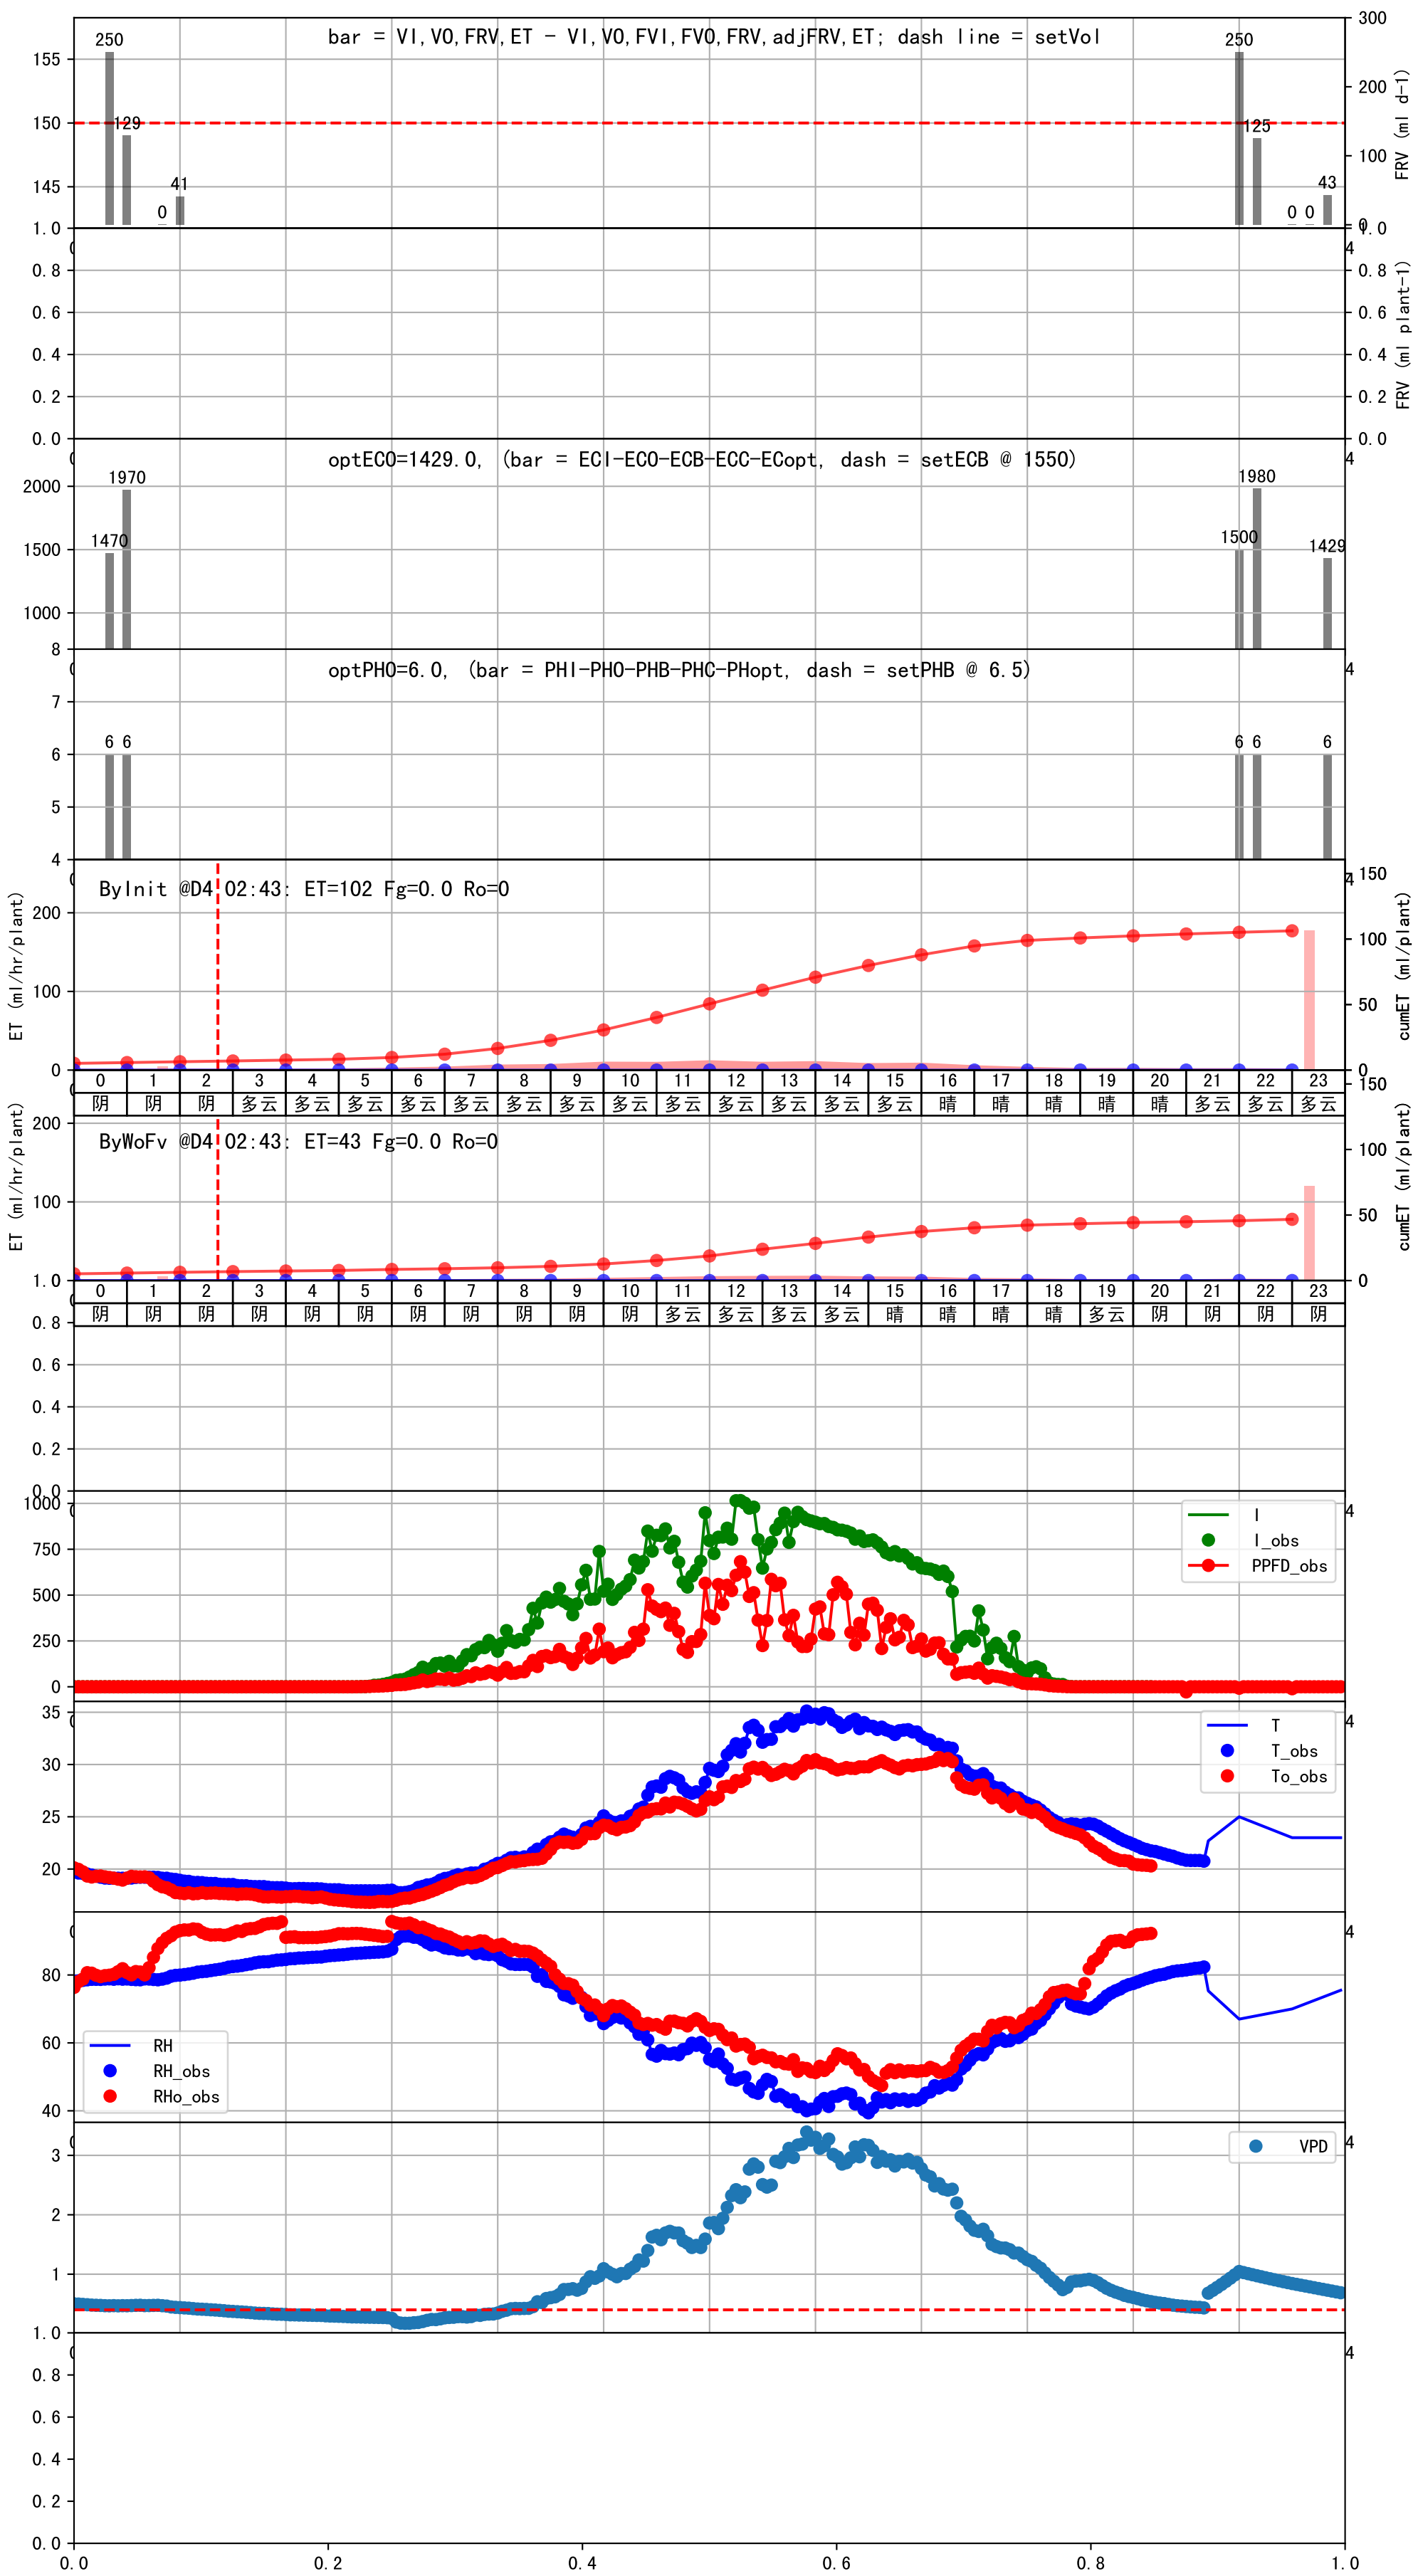 bar = VI,VO,FRV,ET - VI,VO,FVI,FVO,FRV,adjFRV,ET; dash line = setVol
250 129 0 41 250 125 0 0 43
155 150 145
300 200 100 0
FRV (ml d-1)
1.0 0.8 0.6 0.4 0.2 0.0
1.0 0.8 0.6 0.4 0.2 0.0
FRV (ml plant-1)
optECO=1429.0, (bar = ECI-ECO-ECB-ECC-ECopt, dash = setECB @ 1550)
1470 1970 1500 1980 1429
2000 1500 1000
optPHO=6.0, (bar = PHI-PHO-PHB-PHC-PHopt, dash = setPHB @ 6.5)
6 6 6 6 6
8 7 6 5 4
ByInit @D4 02:43: ET=102 Fg=0.0 Ro=0
ET (ml/hr/plant)
200 100 0
150 100 50 0
cumET (ml/plant)
0 1 2 3 4 5 6 7 8 9 10 11 12 13 14 15 16 17 18 19 20 21 22 23
阴 阴 阴 多云 多云 多云 多云 多云 多云 多云 多云 多云 多云 多云 多云 多云 晴 晴 晴 晴 晴 多云 多云 多云
ByWoFv @D4 02:43: ET=43 Fg=0.0 Ro=0
ET (ml/hr/plant)
200 100
150 100 50 0
cumET (ml/plant)
0 1 2 3 4 5 6 7 8 9 10 11 12 13 14 15 16 17 18 19 20 21 22 23
阴 阴 阴 阴 阴 阴 阴 阴 阴 阴 阴 多云 多云 多云 多云 晴 晴 晴 晴 多云 阴 阴 阴 阴
1.0 0.8 0.6 0.4 0.2 0.0
1000 750 500 250 0
I
I_obs
PPFD_obs
35 30 25 20
T
T_obs
To_obs
80 60 40
RH
RH_obs
RHo_obs
3 2 1
VPD
1.0 0.8 0.6 0.4 0.2 0.0
0.0 0.2 0.4 0.6 0.8 1.0